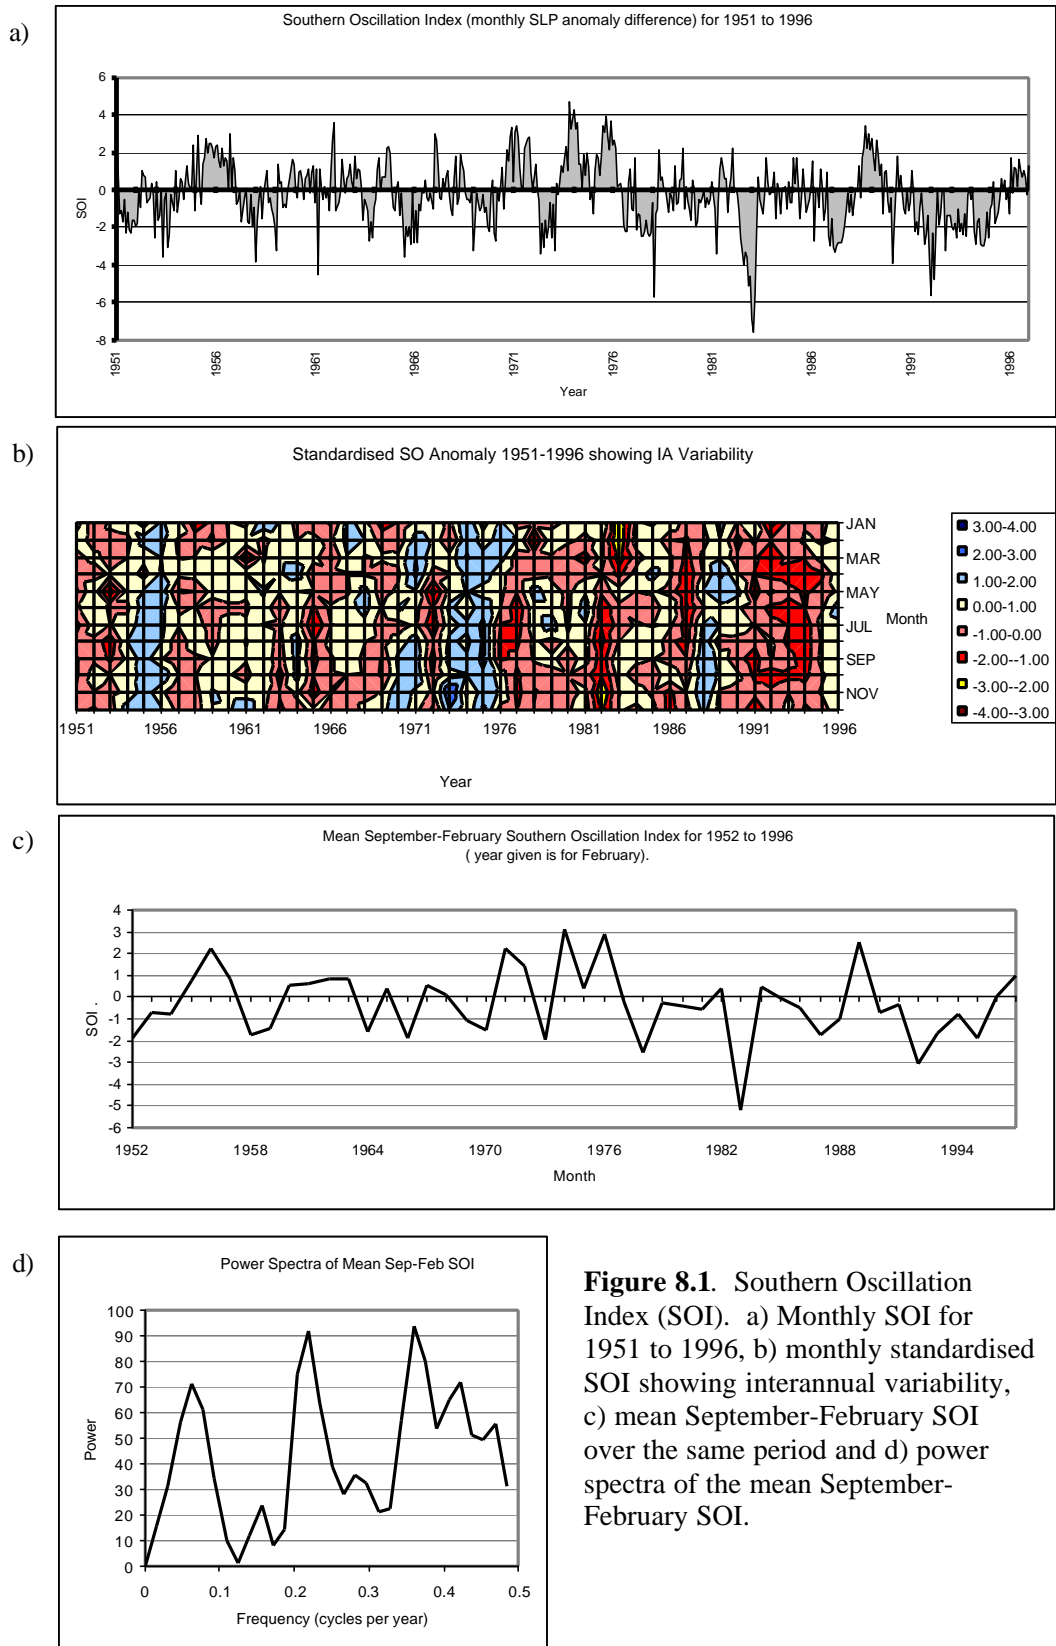 a)
Southern Oscillation Index (monthly SLP anomaly difference) for 1951 to 1996
6
4
2
0
-2
-4
-6
-8
SOI
1951
1956
1961
1966
1971
1976
1981
1986
1991
1996
Year
b)
Standardised SO Anomaly 1951-1996 showing IA Variability
JAN
MAR
MAY
JUL
SEP
NOV
Month
1951
1956
1961
1966
1971
1976
1981
1986
1991
1996
Year
3.00-4.00
2.00-3.00
1.00-2.00
0.00-1.00
-1.00-0.00
-2.00--1.00
-3.00--2.00
-4.00--3.00
c)
Mean September-February Southern Oscillation Index for 1952 to 1996
( year given is for February).
4
3
2
1
0
-1
-2
-3
-4
-5
-6
SOI .
1952
1958
1964
1970
1976
1982
1988
1994
Month
d)
Power Spectra of Mean Sep-Feb SOI
100
90
80
70
60
50
40
30
20
10
0
Power
0
0.1
0.2
0.3
0.4
0.5
Frequency (cycles per year)
Figure 8.1. Southern Oscillation
Index (SOI). a) Monthly SOI for
1951 to 1996, b) monthly standardised
SOI showing interannual variability,
c) mean September-February SOI
over the same period and d) power
spectra of the mean September-
February SOI.